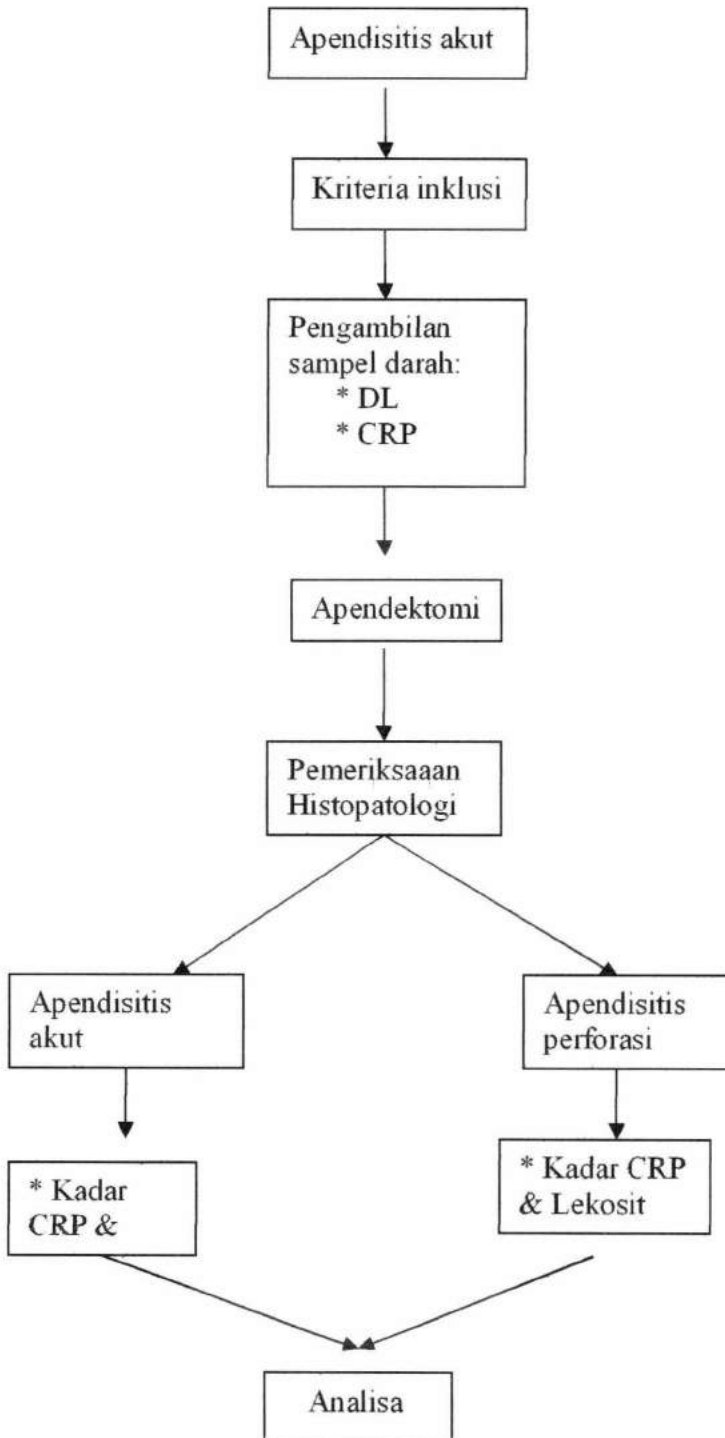 Apendisitis akut
Kriteria inklusi
Pengambilan
sampel darah:
* DL
* CRP
Apendektomi
Pemeriksaaan
Histopatologi
Apendisitis
akut
Apendisitis
perforasi
* Kadar
CRP &
* Kadar CRP
& Lekosit
Analisa